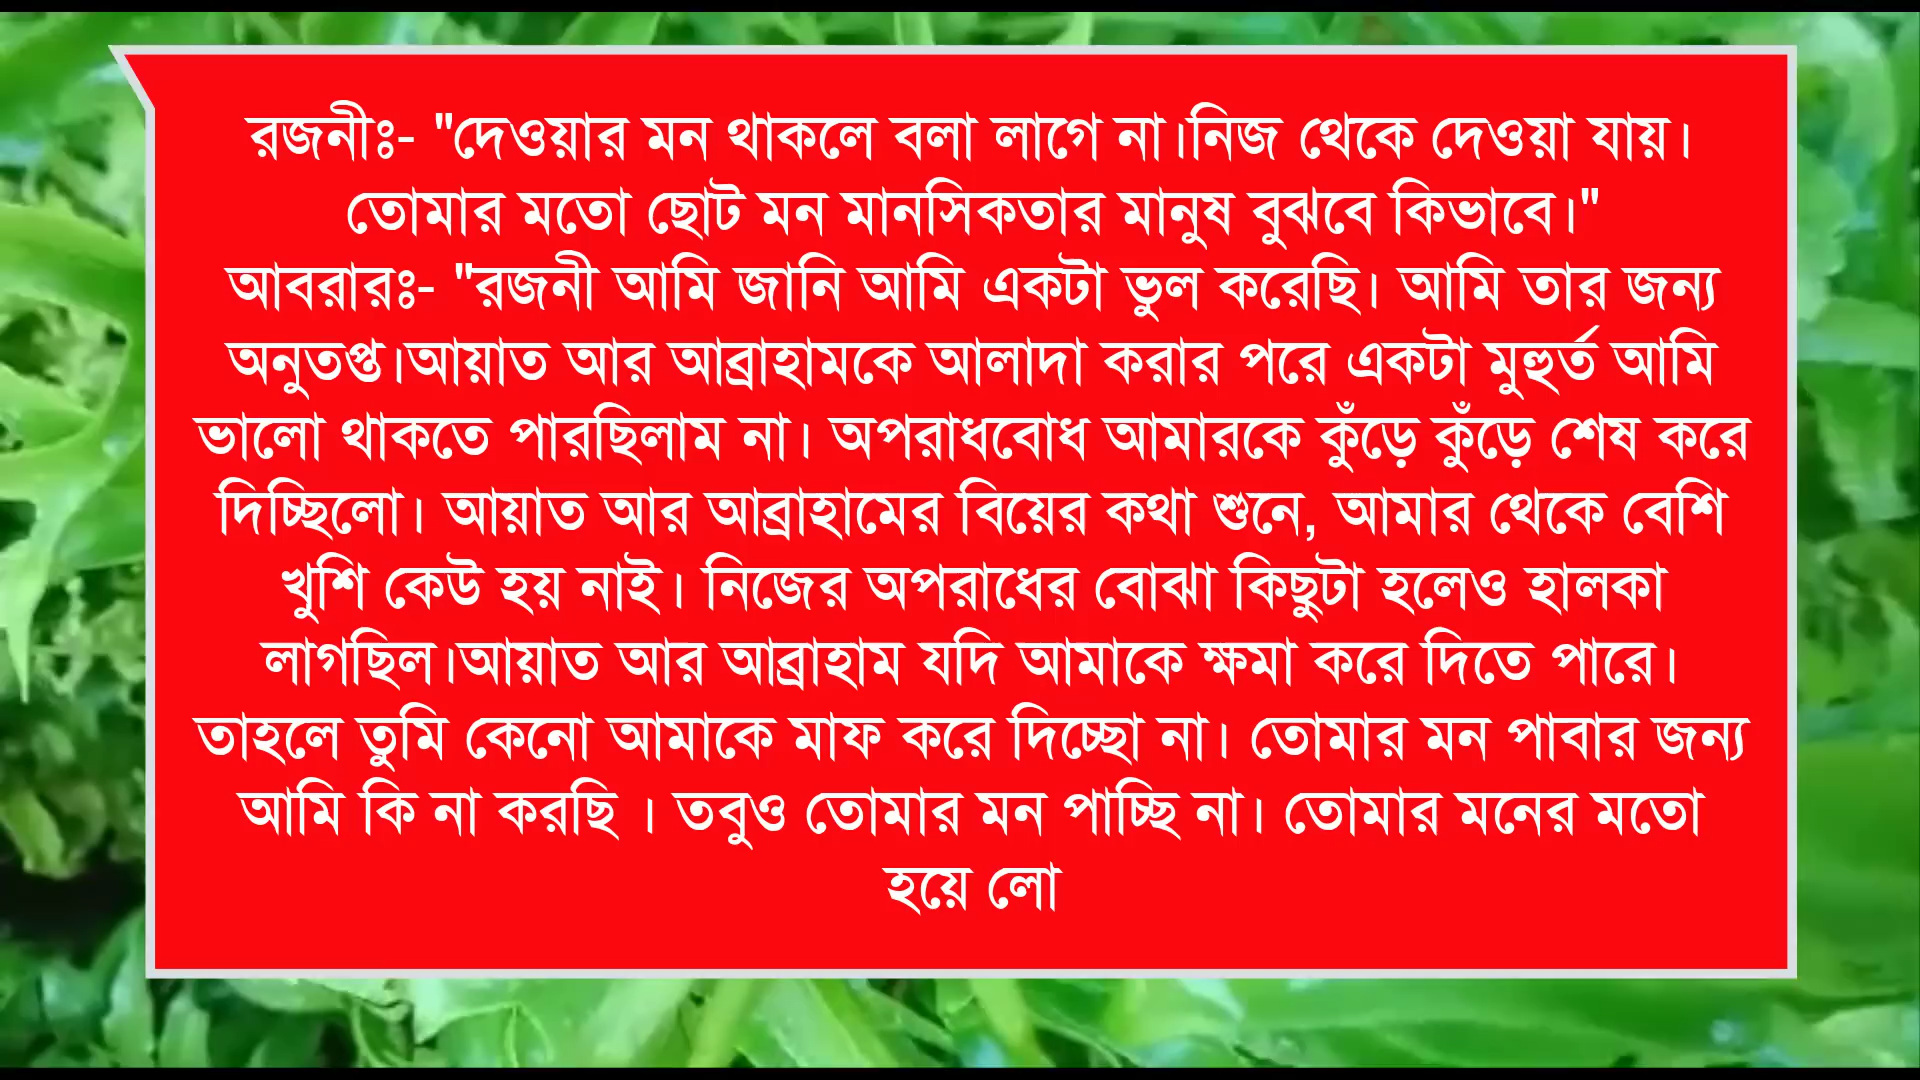 রজনীঃ- "দেওয়ার মন থাকলে বলা লাগে না।নিজ থেকে দেওয়া যায়।
তোমার মতো ছোট মন মানসিকতার মানুষ বুঝবে কিভাবে।"
আবরারঃ- "রজনী আমি জানি আমি একটা ভুল করেছি। আমি তার জন্য
অনুতপ্ত।আয়াত আর আব্রাহামকে আলাদা করার পরে একটা মুহুর্ত আমি
ভালো থাকতে পারছিলাম না। অপরাধবোধ আমারকে কুঁড়ে কুঁড়ে শেষ করে
দিচ্ছিলো। আয়াত আর আব্রাহামের বিয়ের কথা শুনে, আমার থেকে বেশি
খুশি কেউ হয় নাই। নিজের অপরাধের বোঝা কিছুটা হলেও হালকা
লাগছিল।আয়াত আর আব্রাহাম যদি আমাকে ক্ষমা করে দিতে পারে।
তাহলে তুমি কেনো আমাকে মাফ করে দিচ্ছো না। তোমার মন পাবার জন্য
আমি কি না করছি । তবুও তোমার মন পাচ্ছি না। তোমার মনের মতো
হয়ে লো